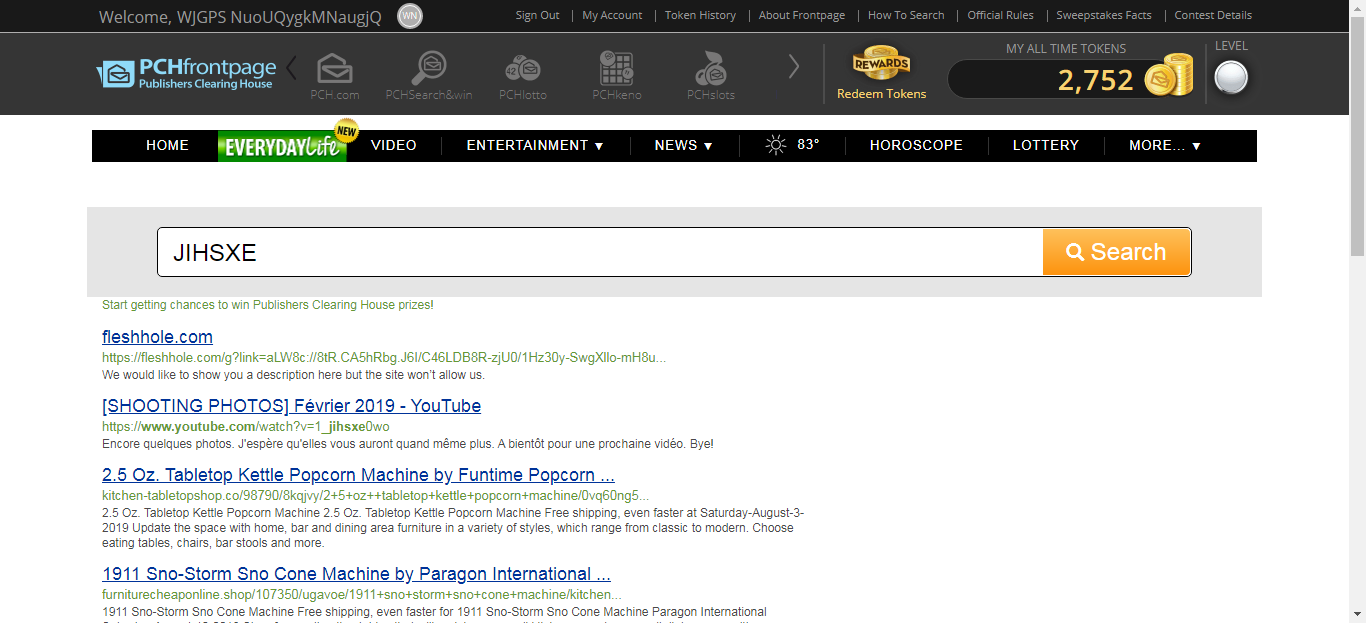 Welcome, WJGPS NuoUQygkMNaugjQ WN Sign Out My Account Token History About Frontpage How To Search Official Rules Sweepstakes Facts Contest Details
PCHfrontpage
Publishers Clearing House
PCH.com PCHSearch&win PCHlotto PCHkeno PCHslots
42
REWARDS
Redeem Tokens
MY ALL TIME TOKENS
2,752
LEVEL
HOME EVERYDAYLife NEW VIDEO ENTERTAINMENT ▼ NEWS ▼ 83° HOROSCOPE LOTTERY MORE... ▼
JIHSXE Search
Start getting chances to win Publishers Clearing House prizes!
fleshhole.com
https://fleshhole.com/g?link=aLW8c://8tR.CA5hRbg.J6I/C46LDB8R-zjU0/1Hz30y-SwgXllo-mH8u...
We would like to show you a description here but the site won't allow us.
[SHOOTING PHOTOS] Février 2019 - YouTube
https://www.youtube.com/watch?v=1_jihsxe0wo
Encore quelques photos. J'espère qu'elles vous auront quand même plus. A bientôt pour une prochaine vidéo. Bye!
2.5 Oz. Tabletop Kettle Popcorn Machine by Funtime Popcorn ...
kitchen-tabletopshop.co/98790/8kqjvy/2+5+oz++tabletop+kettle+popcorn+machine/0vq60ng5...
2.5 Oz. Tabletop Kettle Popcorn Machine 2.5 Oz. Tabletop Kettle Popcorn Machine Free shipping, even faster at Saturday-August-3-
2019 Update the space with home, bar and dining area furniture in a variety of styles, which range from classic to modern. Choose
eating tables, chairs, bar stools and more.
1911 Sno-Storm Sno Cone Machine by Paragon International ...
furniturecheaponline.shop/107350/ugavoe/1911+sno+storm+sno+cone+machine/kitchen...
1911 Sno-Storm Sno Cone Machine Free shipping, even faster for 1911 Sno-Storm Sno Cone Machine Paragon International